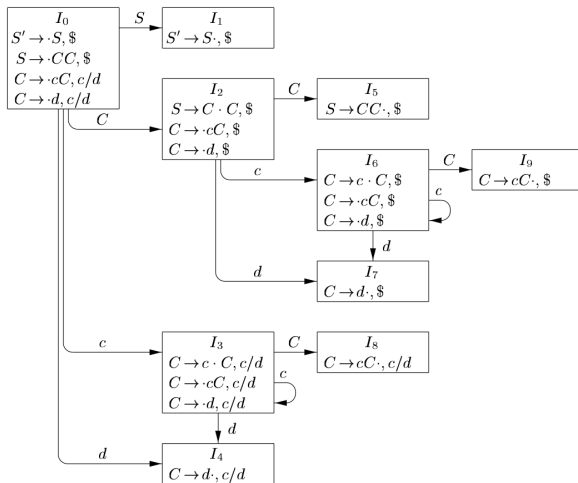 I₀
S' → ·S, $
S → ·CC, $
C → ·cC, c/d
C → ·d, c/d
S
I₁
S' → S·, $
C
I₂
S → C · C, $
C → ·cC, $
C → ·d, $
C
I₅
S → CC·, $
c
I₆
C → c · C, $
C → ·cC, $
C → ·d, $
C
I₉
C → cC·, $
c
d
d
I₇
C → d·, $
c
I₃
C → c · C, c/d
C → ·cC, c/d
C → ·d, c/d
C
I₈
C → cC·, c/d
c
d
d
I₄
C → d·, c/d